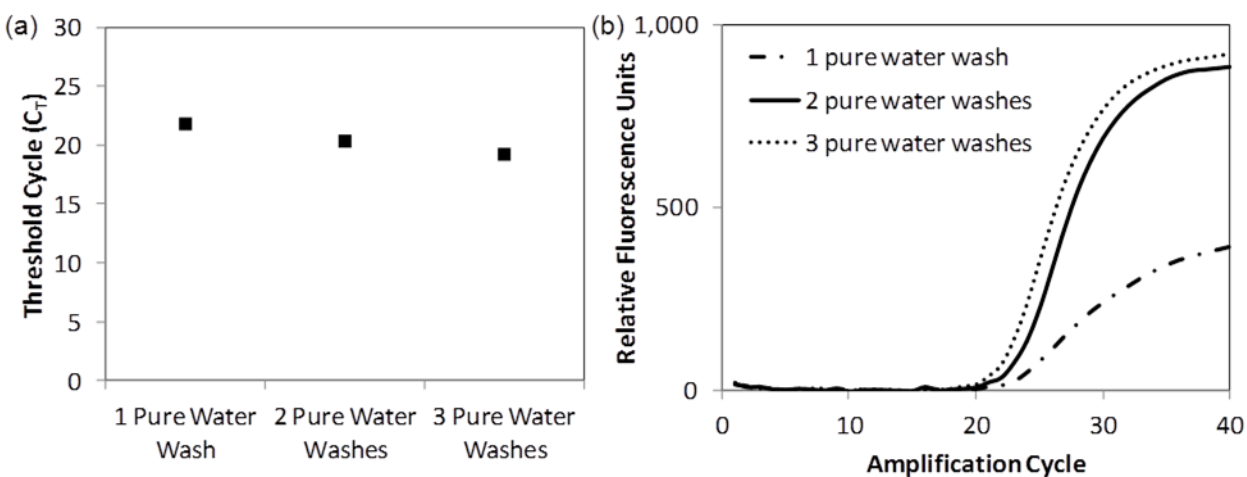 (a)
30
25
20
15
10
5
0
Threshold Cycle (C_T)
1 Pure Water
Wash
2 Pure Water
Washes
3 Pure Water
Washes
(b)
1,000
500
0
Relative Fluorescence Units
1 pure water wash
2 pure water washes
3 pure water washes
0 10 20 30 40
Amplification Cycle